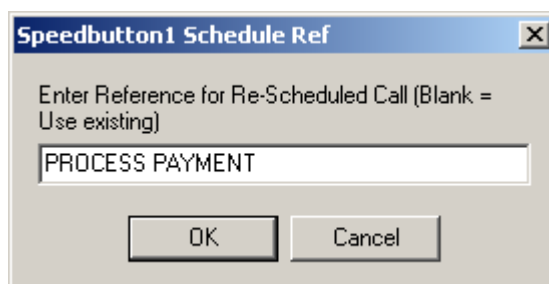 Speedbutton1 Schedule Ref
Enter Reference for Re-Scheduled Call (Blank =
Use existing)
PROCESS PAYMENT
OK Cancel